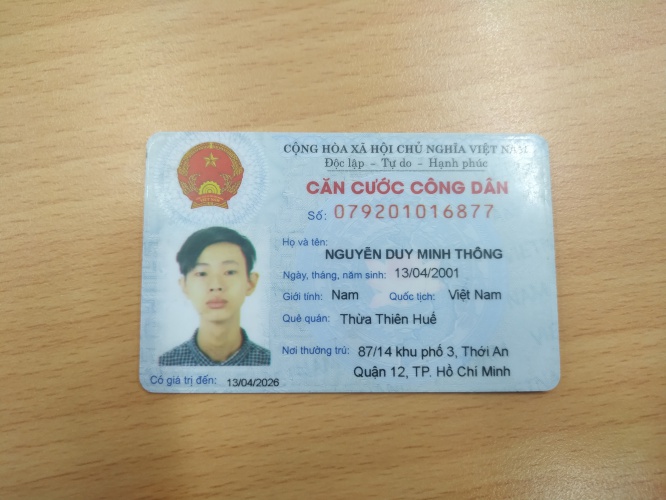 CỘNG HÒA XÃ HỘI CHỦ NGHĨA VIỆT NAM
Độc lập - Tự do - Hạnh phúc
CĂN CƯỚC CÔNG DÂN
Số: 079201016877
Họ và tên:
NGUYỄN DUY MINH THÔNG
Ngày, tháng, năm sinh: 13/04/2001
Giới tính: Nam Quốc tịch: Việt Nam
Quê quán: Thừa Thiên Huế
Nơi thường trú: 87/14 khu phố 3, Thới An
Quận 12, TP. Hồ Chí Minh
Có giá trị đến: 13/04/2026